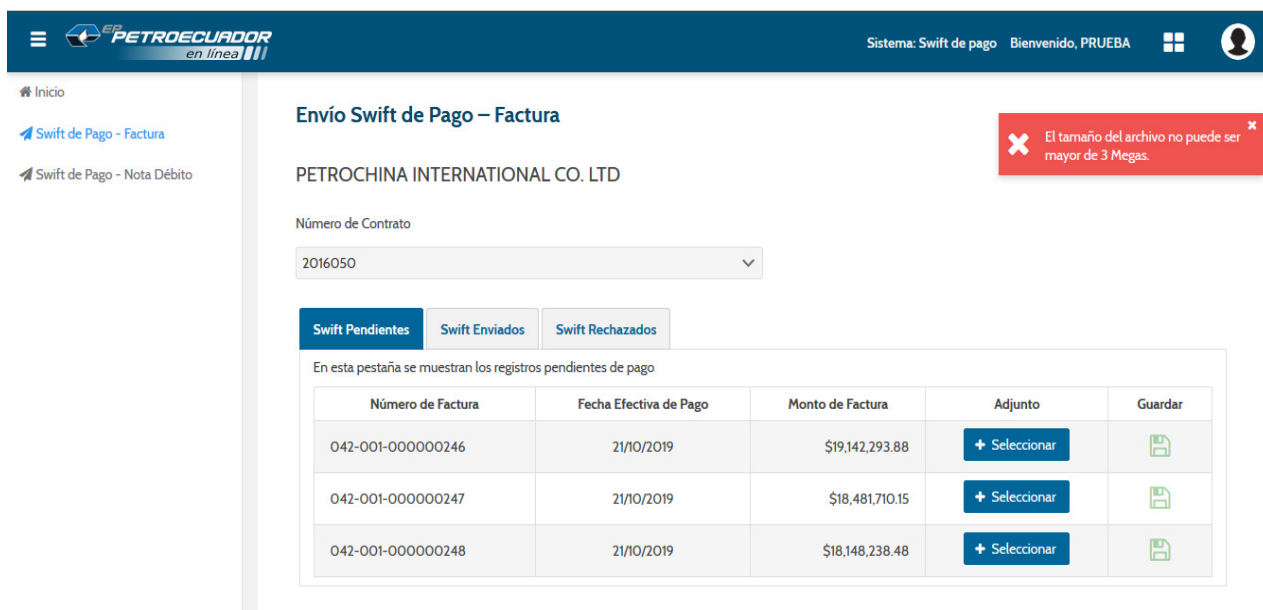 EP PETROECUADOR
en línea
Sistema: Swift de pago Bienvenido, PRUEBA
Inicio
Swift de Pago - Factura
Swift de Pago - Nota Débito
Envío Swift de Pago – Factura
El tamaño del archivo no puede ser
mayor de 3 Megas.
PETROCHINA INTERNATIONAL CO. LTD
Número de Contrato
2016050
Swift Pendientes Swift Enviados Swift Rechazados
En esta pestaña se muestran los registros pendientes de pago
Número de Factura Fecha Efectiva de Pago Monto de Factura Adjunto Guardar
042-001-000000246 21/10/2019 $19,142,293.88 + Seleccionar
042-001-000000247 21/10/2019 $18,481,710.15 + Seleccionar
042-001-000000248 21/10/2019 $18,148,238.48 + Seleccionar